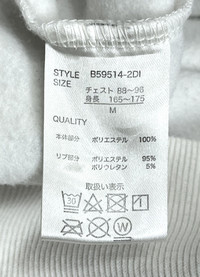 STYLE B59514-2DI
SIZE
チェスト 88~96
身長 165~175
M
QUALITY
本体部分 ポリエステル 100%
リブ部分 ポリエステル 95%
ポリウレタン 5%
取扱い表示
30
W